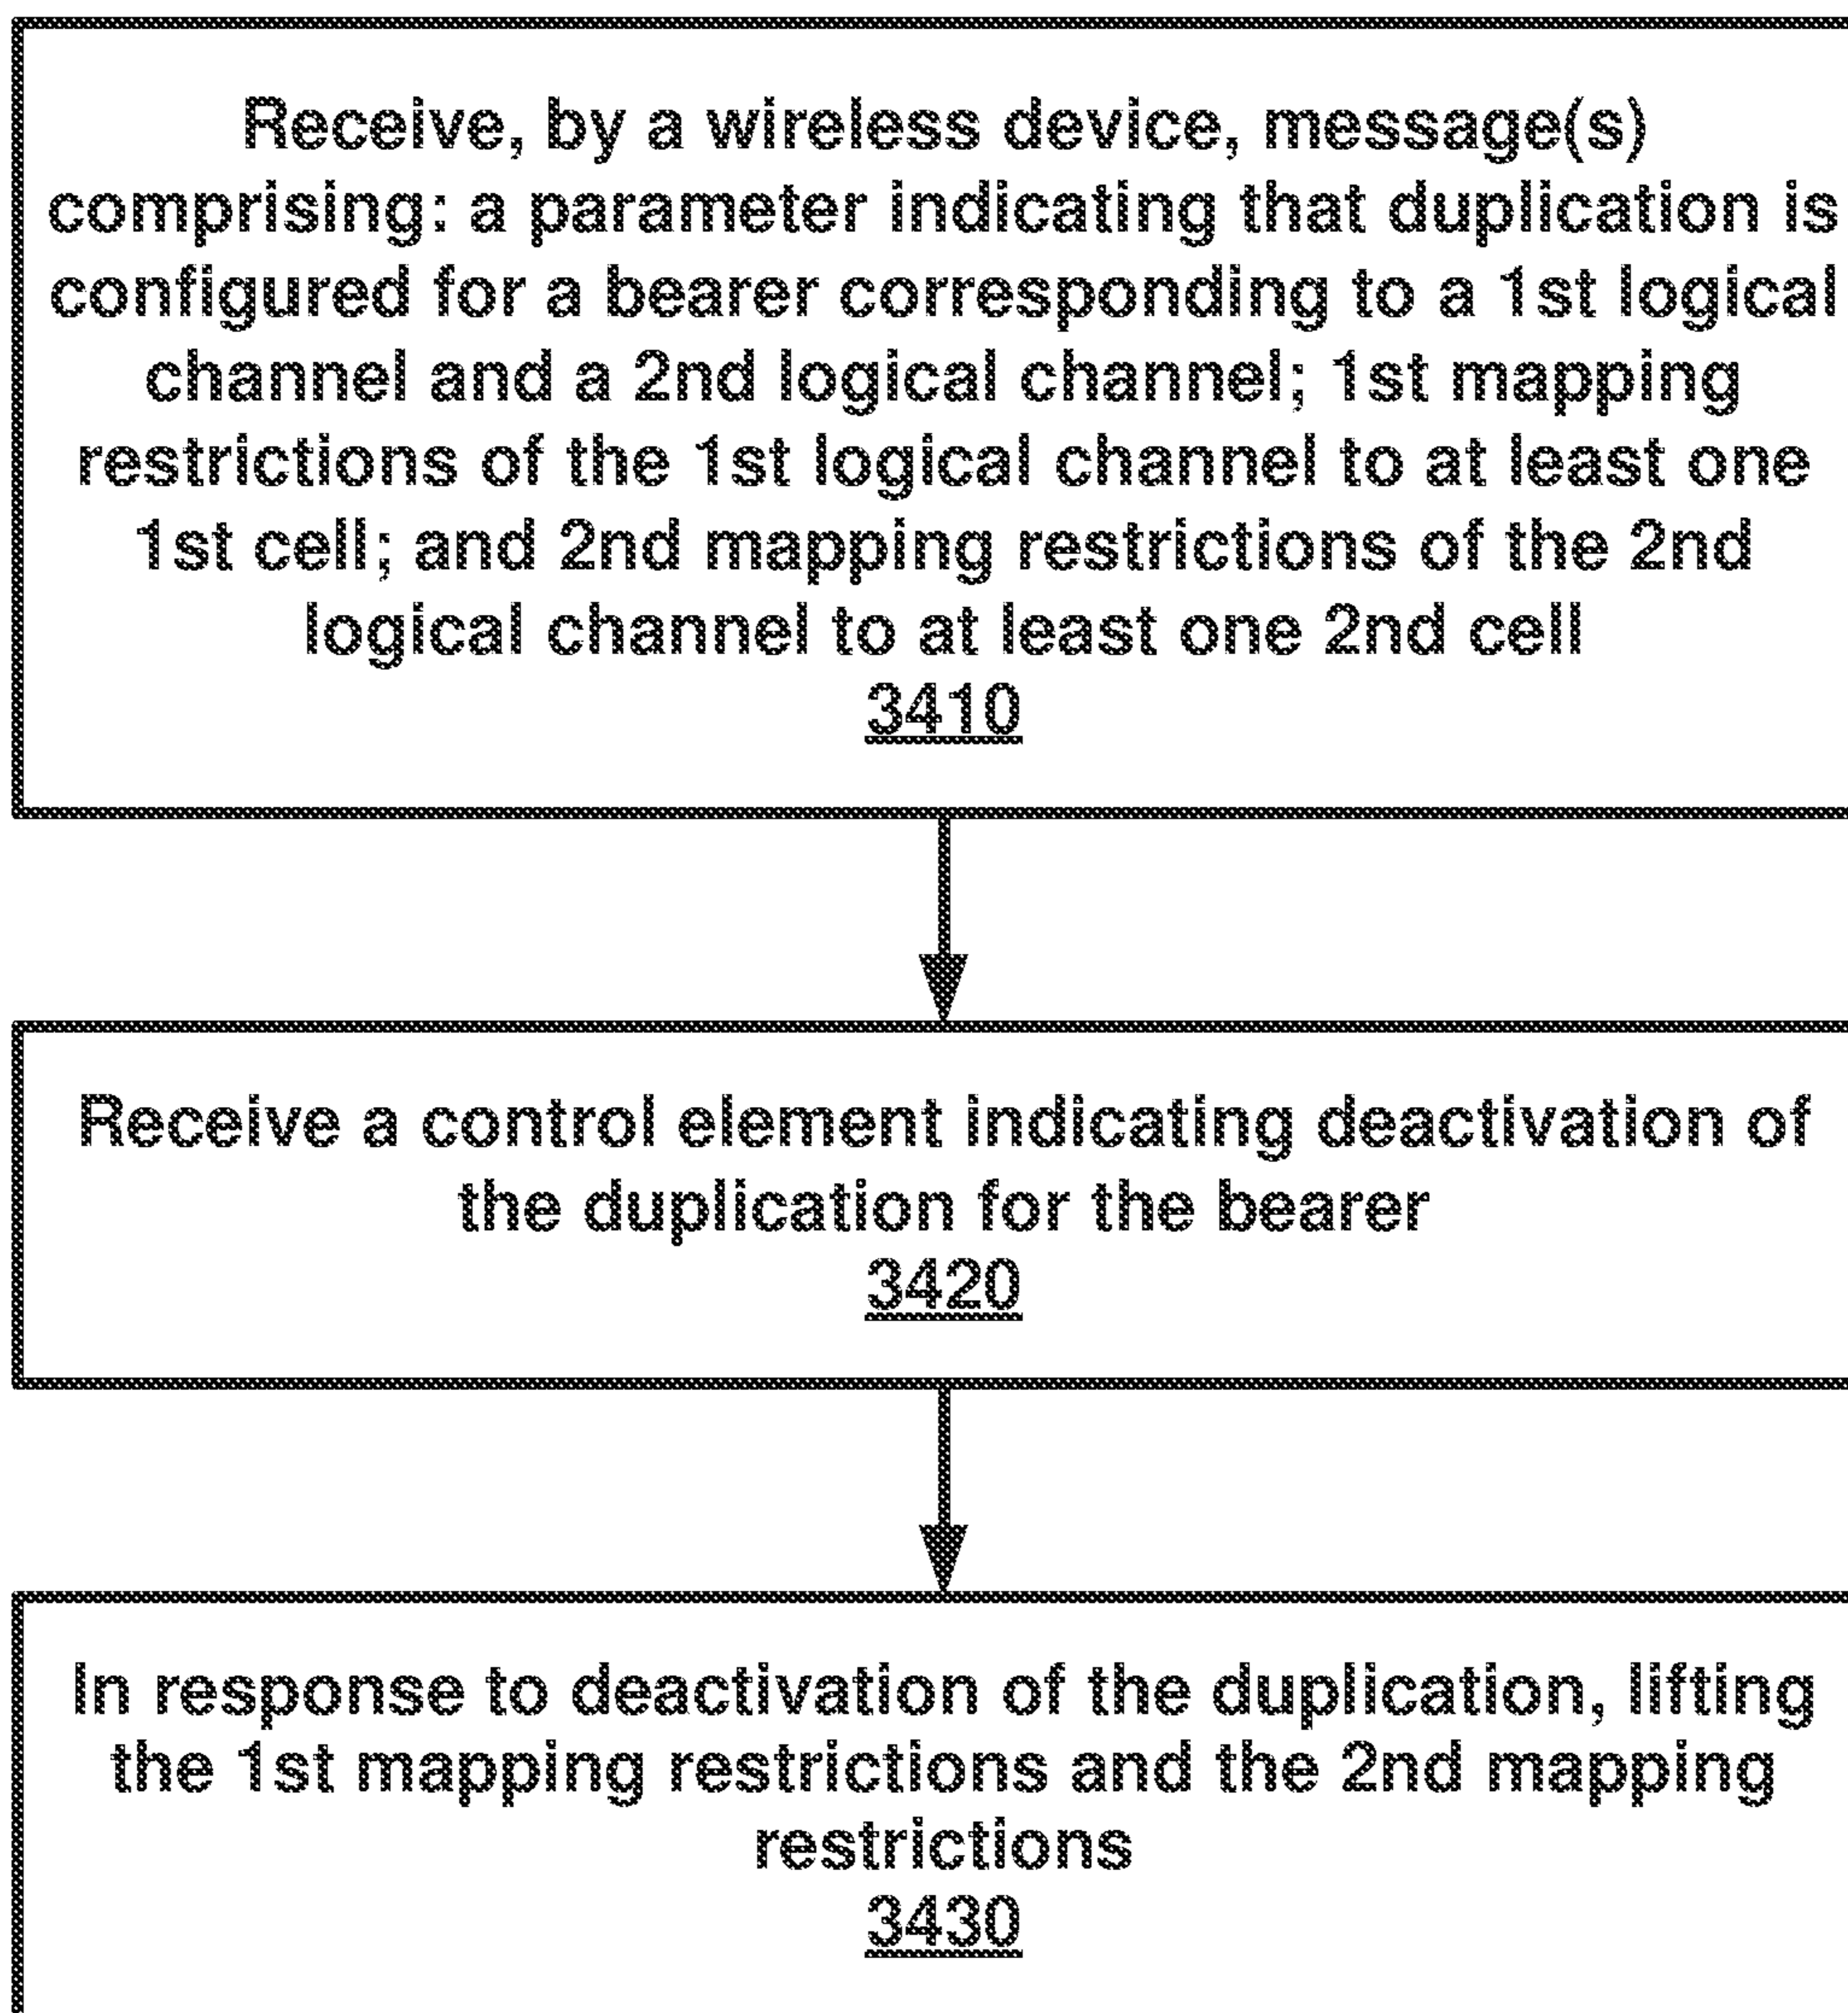 Receive, by a wireless device, message(s)
comprising: a parameter indicating that duplication is
configured for a bearer corresponding to a 1st logical
channel and a 2nd logical channel; 1st mapping
restrictions of the 1st logical channel to at least one
1st cell; and 2nd mapping restrictions of the 2nd
logical channel to at least one 2nd cell
3410
Receive a control element indicating deactivation of
the duplication for the bearer
3420
In response to deactivation of the duplication, lifting
the 1st mapping restrictions and the 2nd mapping
restrictions
3430